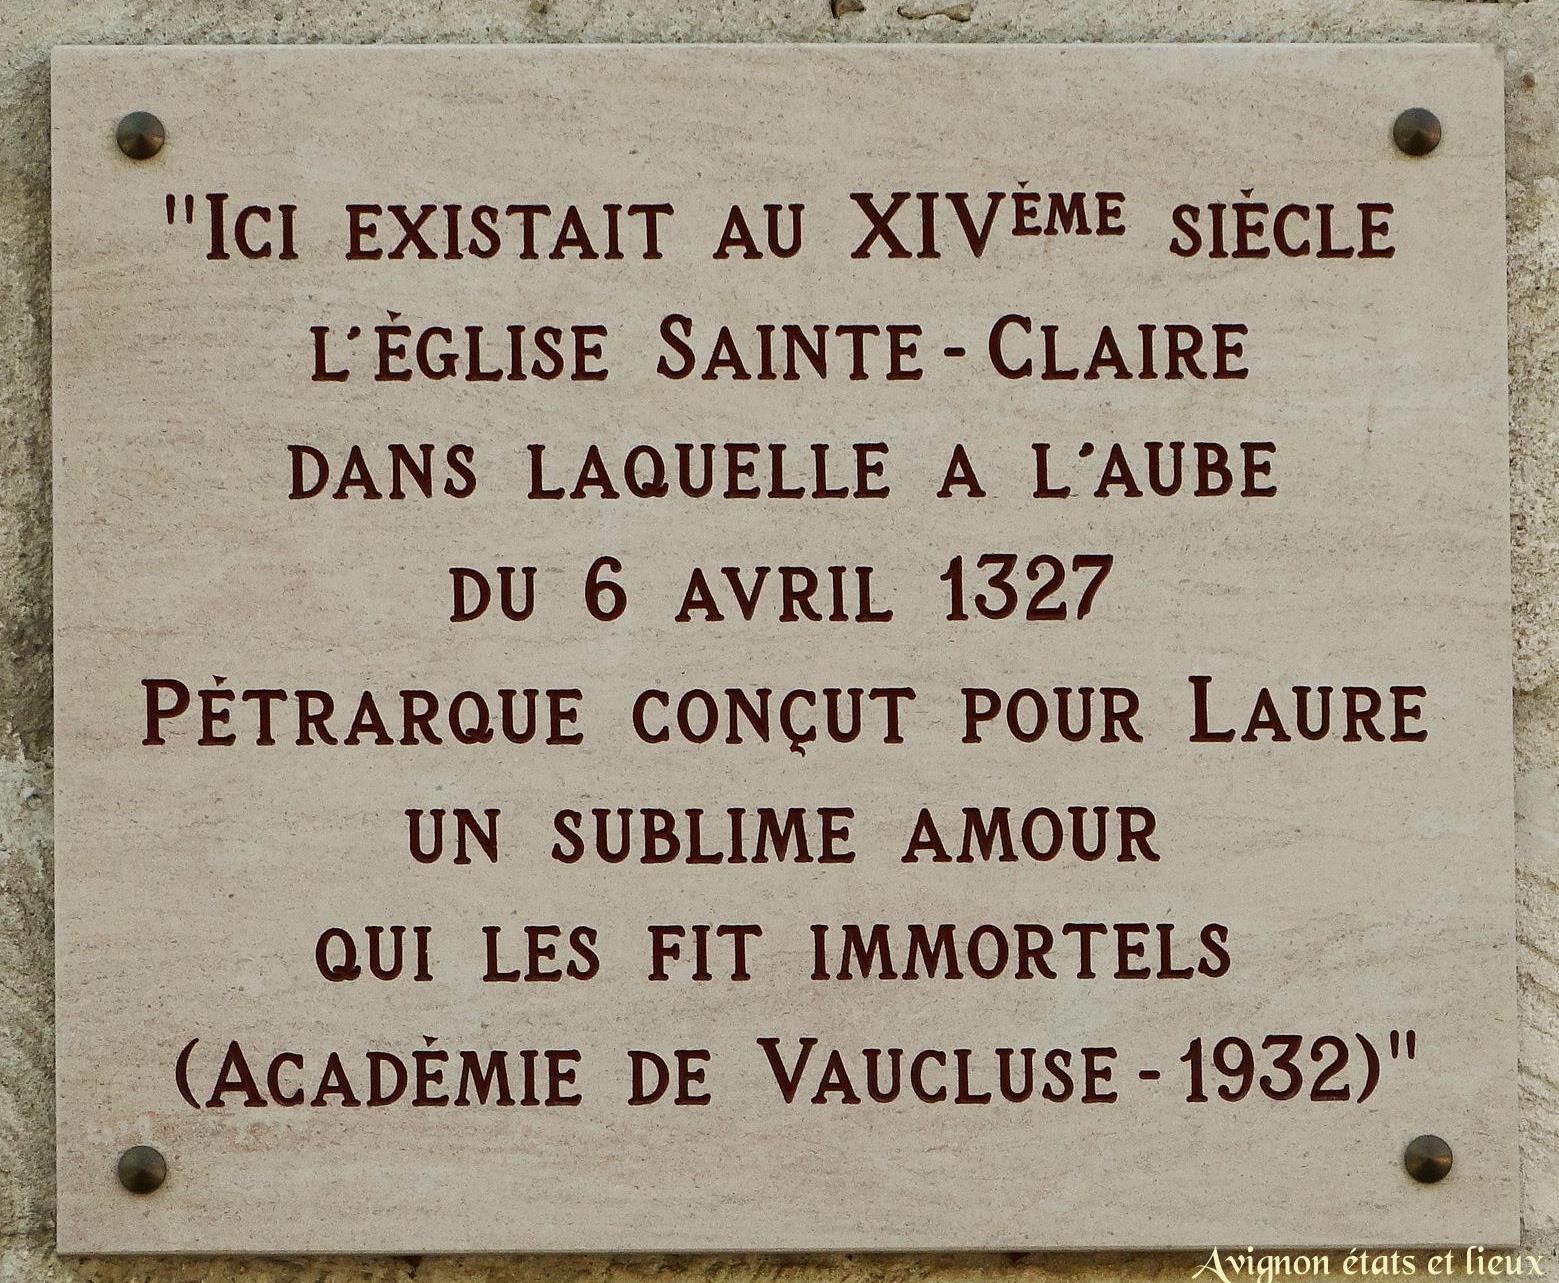 "Ici existait au XIVème siècle
l'église Sainte-Claire
dans laquelle a l'aube
du 6 avril 1327
Pétrarque conçut pour Laure
un sublime amour
qui les fit immortels
(Académie de Vaucluse - 1932)"
Avignon états et lieux